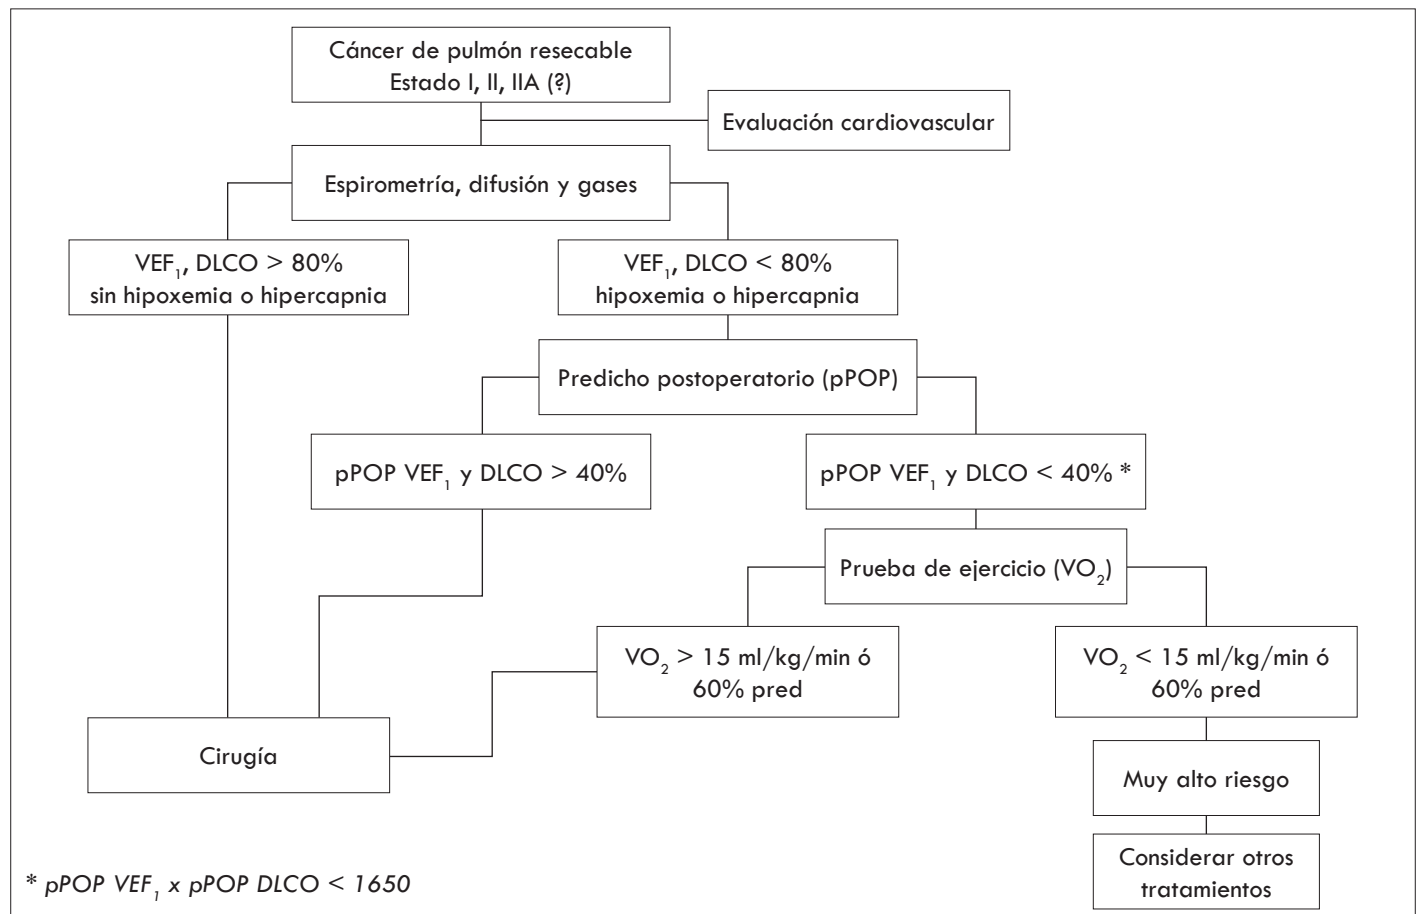 Cáncer de pulmón resecable
Estado I, II, IIA (?)
Evaluación cardiovascular
Espirometría, difusión y gases
VEF₁, DLCO > 80%
sin hipoxemia o hipercapnia
VEF₁, DLCO < 80%
hipoxemia o hipercapnia
Predicho postoperatorio (pPOP)
pPOP VEF₁ y DLCO > 40%
pPOP VEF₁ y DLCO < 40% *
Prueba de ejercicio (VO₂)
VO₂ > 15 ml/kg/min ó
60% pred
VO₂ < 15 ml/kg/min ó
60% pred
Cirugía
Muy alto riesgo
Considerar otros
tratamientos
* pPOP VEF₁ x pPOP DLCO < 1650